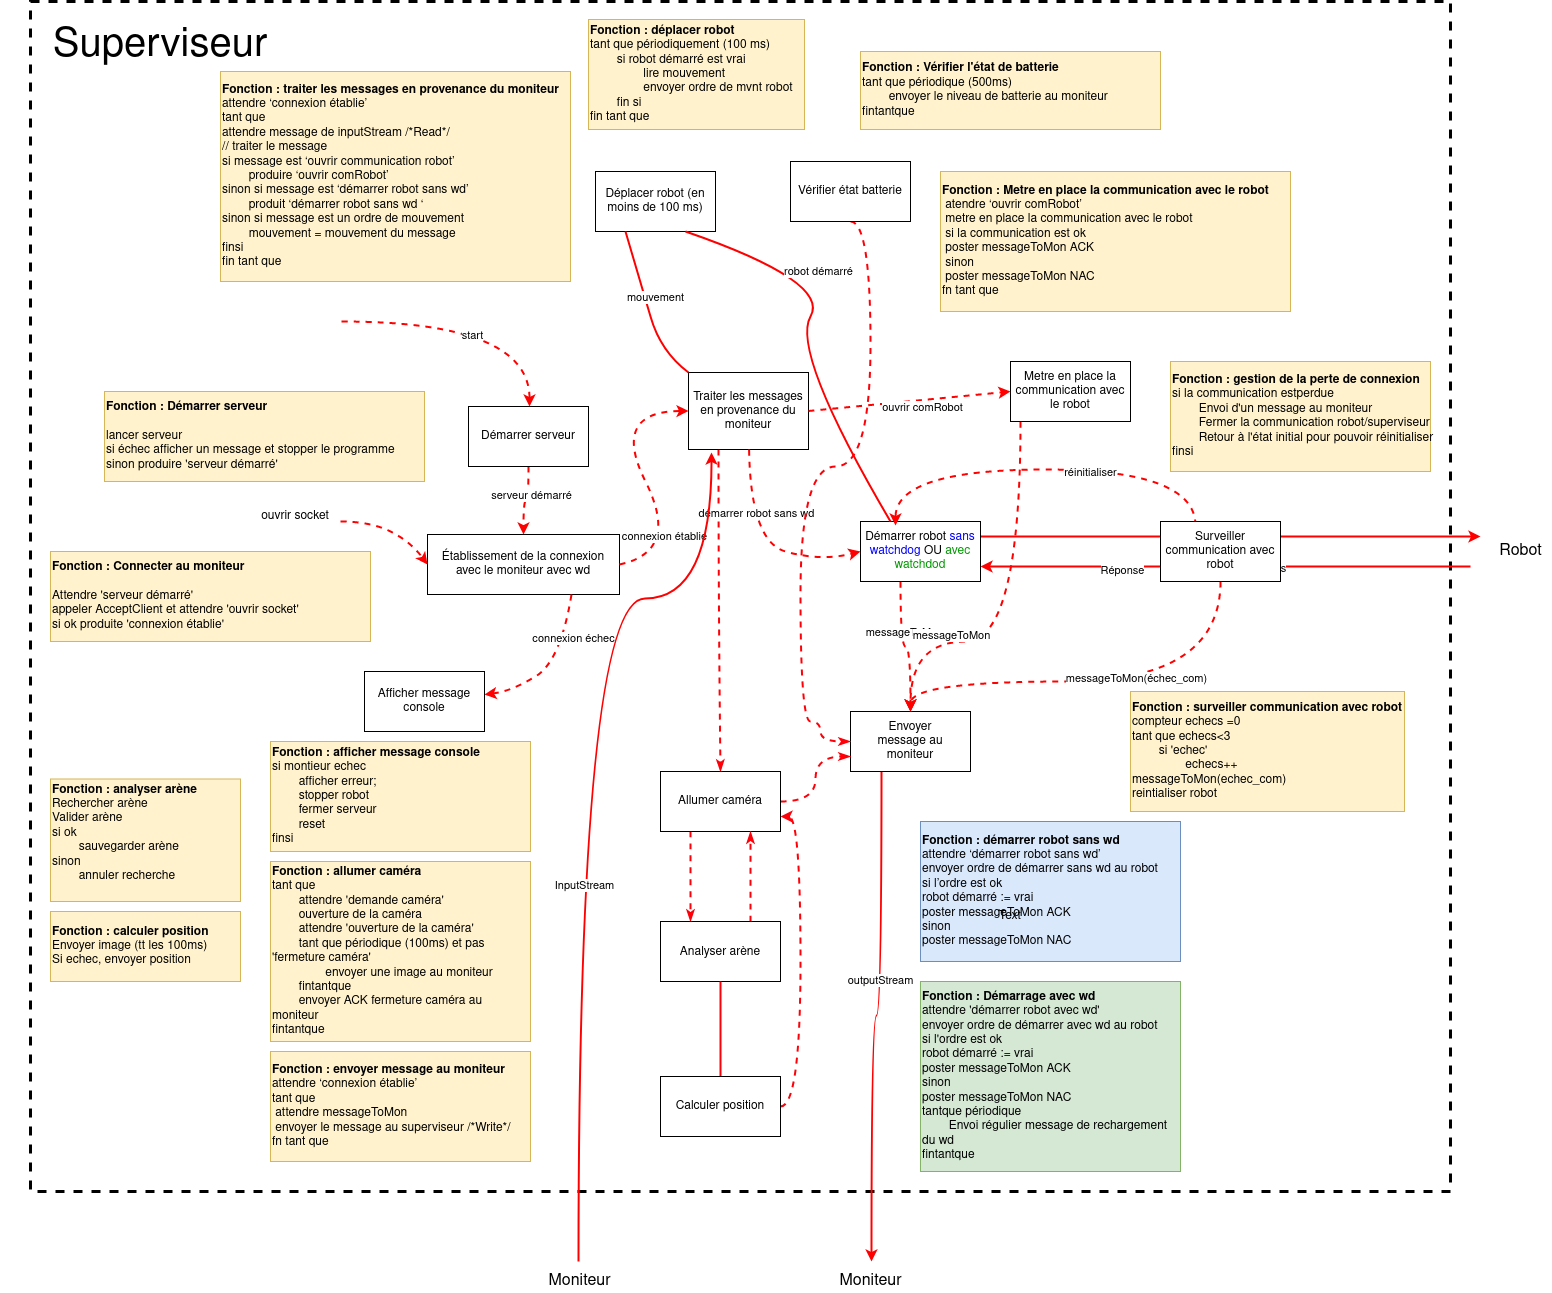 Superviseur
Fonction : déplacer robot
tant que périodiquement (100 ms)
si robot démarré est vrai
lire mouvement
envoyer ordre de mvnt robot
fin si
fin tant que
Fonction : Vérifier l'état de batterie
tant que périodique (500ms)
envoyer le niveau de batterie au moniteur
fintantque
Fonction : traiter les messages en provenance du moniteur
attendre ‘connexion établie’
tant que
attendre message de inputStream /*Read*/
// traiter le message
si message est ‘ouvrir communication robot’
produire ‘ouvrir comRobot’
sinon si message est ‘démarrer robot sans wd’
produit ‘démarrer robot sans wd ‘
sinon si message est un ordre de mouvement
mouvement = mouvement du message
finsi
fin tant que
Déplacer robot (en
moins de 100 ms)
Vérifier état batterie
Fonction : Metre en place la communication avec le robot
atendre ‘ouvrir comRobot’
metre en place la communication avec le robot
si la communication est ok
poster messageToMon ACK
sinon
poster messageToMon NAC
fn tant que
robot démarré
mouvement
start
Fonction : Démarrer serveur
lancer serveur
si échec afficher un message et stopper le programme
sinon produire 'serveur démarré'
Démarrer serveur
Traiter les messages
en provenance du
moniteur
ouvrir comRobot
Metre en place la
communication avec
le robot
Fonction : gestion de la perte de connexion
si la communication estperdue
Envoi d'un message au moniteur
Fermer la communication robot/superviseur
Retour à l'état initial pour pouvoir réinitialiser
finsi
réinitialiser
serveur démarré
ouvrir socket
démarrer robot sans wd
connexion établie
Établissement de la connexion
avec le moniteur avec wd
Démarrer robot sans
watchdog OU avec
watchdod
Surveiller
communication avec
robot
Réponse
s
Robot
Fonction : Connecter au moniteur
Attendre 'serveur démarré'
appeler AcceptClient et attendre 'ouvrir socket'
si ok produite 'connexion établie'
connexion échec
messageToMon
messageToMon
messageToMon(échec_com)
Afficher message
console
Envoyer
message au
moniteur
Fonction : surveiller communication avec robot
compteur echecs =0
tant que echecs<3
si 'echec'
echecs++
messageToMon(echec_com)
reintialiser robot
Fonction : afficher message console
si montieur echec
afficher erreur;
stopper robot
fermer serveur
reset
finsi
Fonction : analyser arène
Rechercher arène
Valider arène
si ok
sauvegarder arène
sinon
annuler recherche
Allumer caméra
Fonction : démarrer robot sans wd
attendre ‘démarrer robot sans wd’
envoyer ordre de démarrer sans wd au robot
si l’ordre est ok
robot démarré := vrai
poster messageToMon ACK
Text
sinon
poster messageToMon NAC
Fonction : allumer caméra
tant que
attendre 'demande caméra'
ouverture de la caméra
attendre 'ouverture de la caméra'
tant que périodique (100ms) et pas
'fermeture caméra'
envoyer une image au moniteur
fintantque
envoyer ACK fermeture caméra au
moniteur
fintantque
InputStream
Fonction : calculer position
Envoyer image (tt les 100ms)
Si echec, envoyer position
Analyser arène
outputStream
Fonction : Démarrage avec wd
attendre 'démarrer robot avec wd'
envoyer ordre de démarrer avec wd au robot
si l'ordre est ok
robot démarré := vrai
poster messageToMon ACK
sinon
poster messageToMon NAC
tantque périodique
Envoi régulier message de rechargement
du wd
fintantque
Fonction : envoyer message au moniteur
attendre ‘connexion établie’
tant que
attendre messageToMon
envoyer le message au superviseur /*Write*/
fn tant que
Calculer position
Moniteur
Moniteur